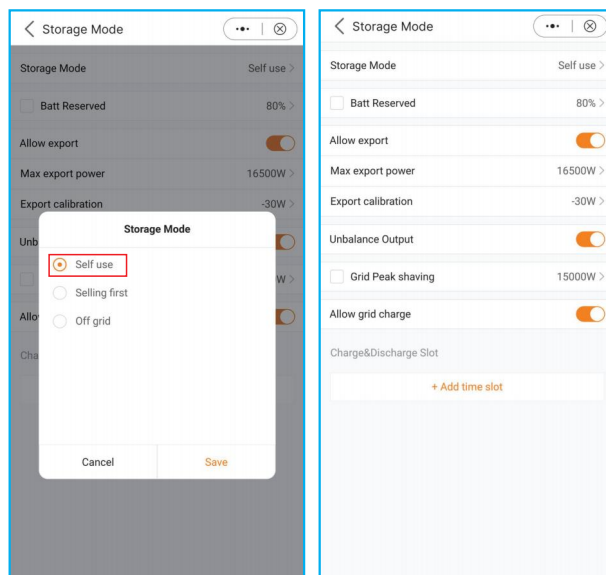 Storage Mode
Storage Mode
Self use >
Batt Reserved
80% >
Allow export
Max export power
16500W >
Export calibration
-30W >
Storage Mode
Unb
Self use
W >
Selling first
Allo
Off grid
Cha
Cancel
Save
Storage Mode
Storage Mode
Self use >
Batt Reserved
80% >
Allow export
Max export power
16500W >
Export calibration
-30W >
Unbalance Output
Grid Peak shaving
15000W >
Allow grid charge
Charge&Discharge Slot
+ Add time slot